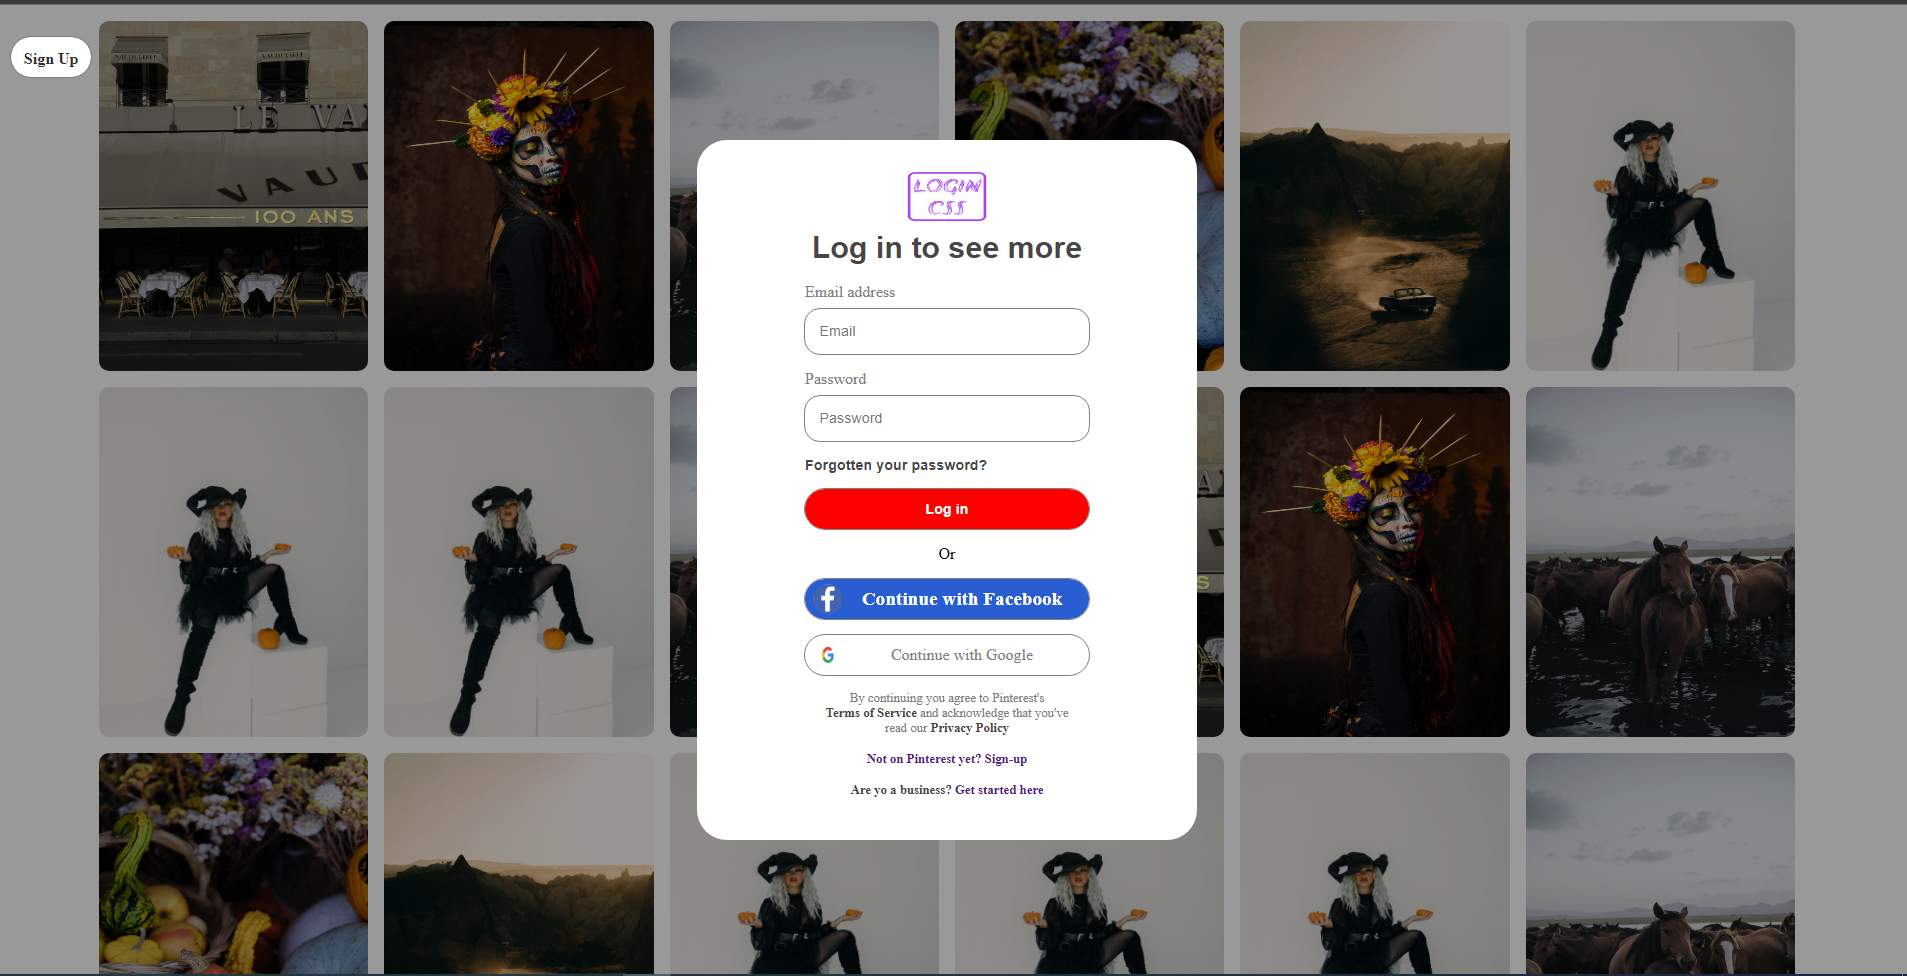 Sign Up
VAUDEVILLE
VAUDEVILLE
LE VA
VAUD
100 ANS
LOGIN
CSS
Log in to see more
Email address
Email
Password
Password
Forgotten your password?
Log in
Or
Continue with Facebook
Continue with Google
By continuing you agree to Pinterest's
Terms of Service and acknowledge that you've
read our Privacy Policy
Not on Pinterest yet? Sign-up
Are yo a business? Get started here